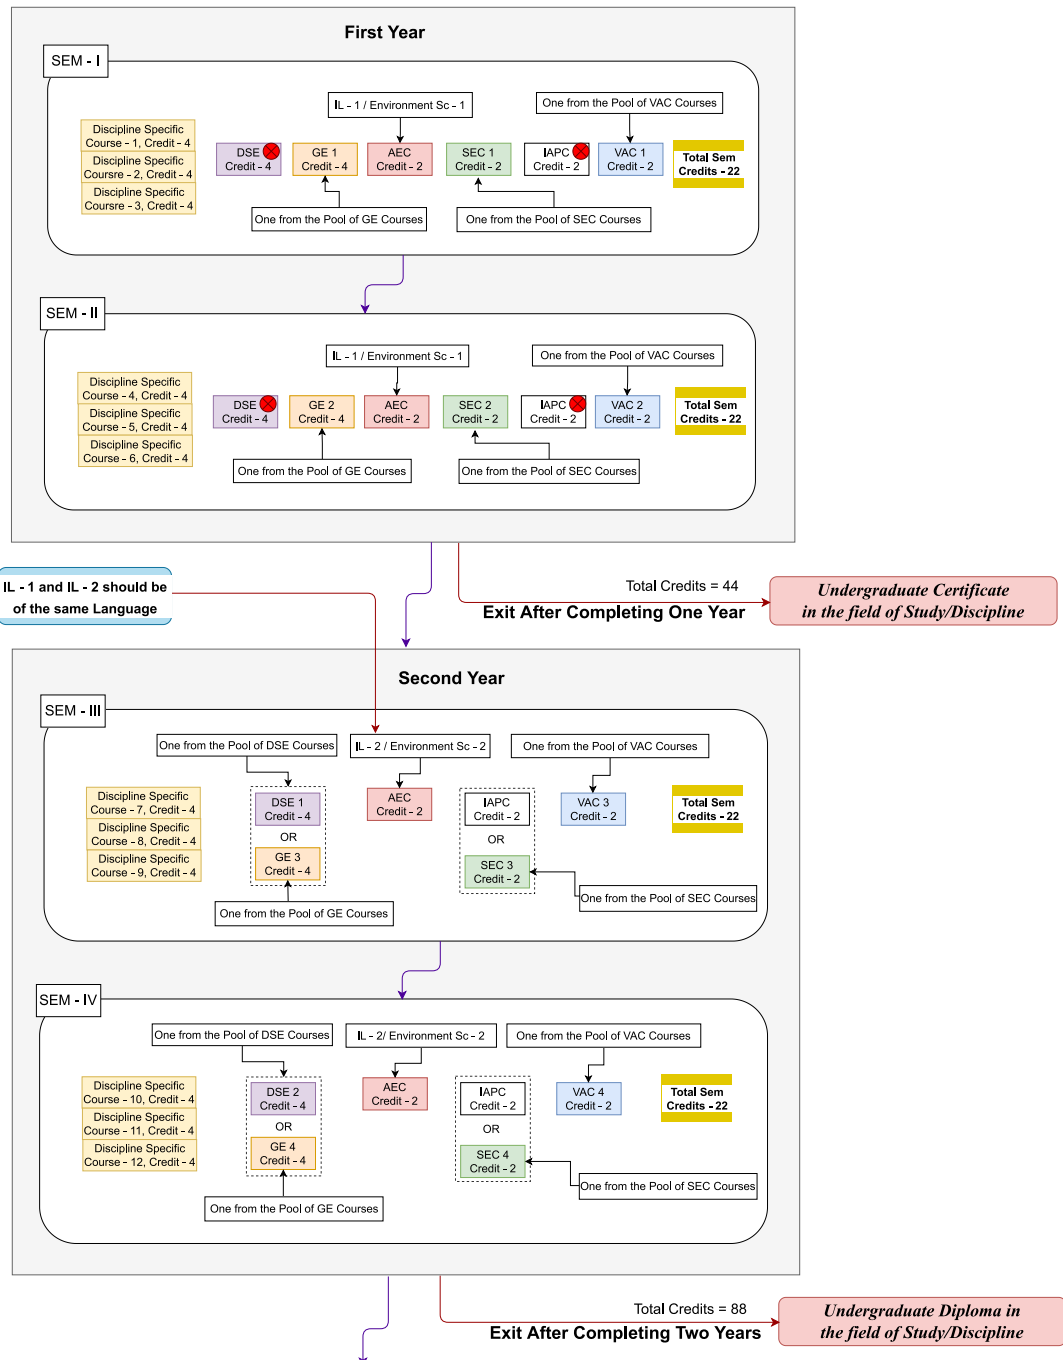 First Year
SEM - I
IL - 1 / Environment Sc - 1
One from the Pool of VAC Courses
Discipline Specific
Course - 1, Credit - 4
Discipline Specific
Coursre - 2, Credit - 4
Discipline Specific
Coursre - 3, Credit - 4
DSE
Credit - 4
GE 1
Credit - 4
AEC
Credit - 2
SEC 1
Credit - 2
IAPC
Credit - 2
VAC 1
Credit - 2
Total Sem
Credits - 22
One from the Pool of GE Courses
One from the Pool of SEC Courses
SEM - II
IL - 1 / Environment Sc - 1
One from the Pool of VAC Courses
Discipline Specific
Course - 4, Credit - 4
Discipline Specific
Course - 5, Credit - 4
Discipline Specific
Course - 6, Credit - 4
DSE
Credit - 4
GE 2
Credit - 4
AEC
Credit - 2
SEC 2
Credit - 2
IAPC
Credit - 2
VAC 2
Credit - 2
Total Sem
Credits - 22
One from the Pool of GE Courses
One from the Pool of SEC Courses
IL - 1 and IL - 2 should be
of the same Language
Total Credits = 44
Exit After Completing One Year
Undergraduate Certificate
in the field of Study/Discipline
Second Year
SEM - III
One from the Pool of DSE Courses
IL - 2 / Environment Sc - 2
One from the Pool of VAC Courses
Discipline Specific
Course - 7, Credit - 4
Discipline Specific
Course - 8, Credit - 4
Discipline Specific
Course - 9, Credit - 4
DSE 1
Credit - 4
OR
GE 3
Credit - 4
AEC
Credit - 2
IAPC
Credit - 2
OR
SEC 3
Credit - 2
VAC 3
Credit - 2
Total Sem
Credits - 22
One from the Pool of GE Courses
One from the Pool of SEC Courses
SEM - IV
One from the Pool of DSE Courses
IL - 2/ Environment Sc - 2
One from the Pool of VAC Courses
Discipline Specific
Course - 10, Credit - 4
Discipline Specific
Course - 11, Credit - 4
Discipline Specific
Course - 12, Credit - 4
DSE 2
Credit - 4
OR
GE 4
Credit - 4
AEC
Credit - 2
IAPC
Credit - 2
OR
SEC 4
Credit - 2
VAC 4
Credit - 2
Total Sem
Credits - 22
One from the Pool of GE Courses
One from the Pool of SEC Courses
Total Credits = 88
Exit After Completing Two Years
Undergraduate Diploma in
the field of Study/Discipline